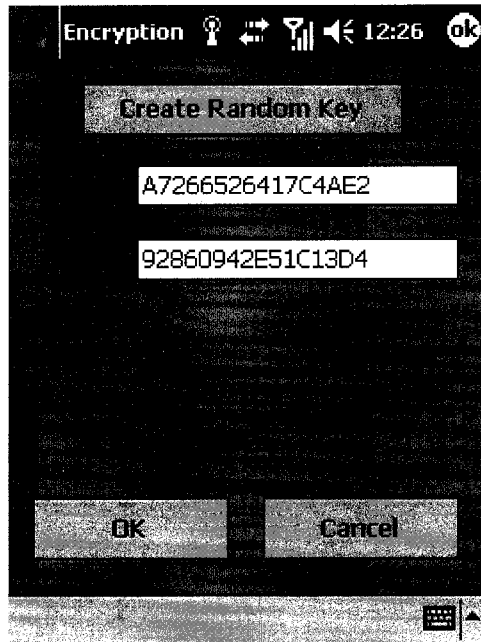 Encryption 12:26 ok
Create Random Key
A7266526417C4AE2
92860942E51C13D4
OK Cancel